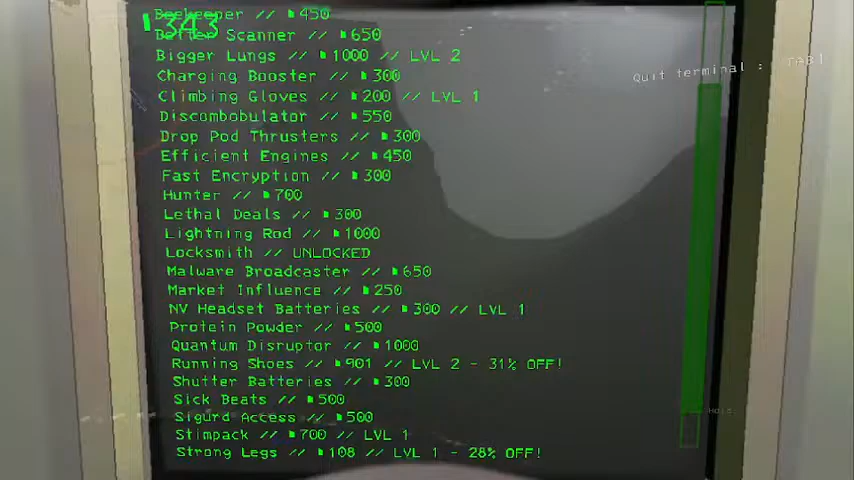 Beekeeper // ▮450
▮343
Better Scanner // ▮650
Bigger Lungs // ▮1000 // LVL 2
Quit terminal : [TAB]
Charging Booster // ▮300
Climbing Gloves // ▮200 // LVL 1
Discombobulator // ▮550
Drop Pod Thrusters // ▮300
Efficient Engines // ▮450
Fast Encryption // ▮300
Hunter // ▮700
Lethal Deals // ▮300
Lightning Rod // ▮1000
Locksmith // UNLOCKED
Malware Broadcaster // ▮650
Market Influence // ▮250
NV Headset Batteries // ▮300 // LVL 1
Protein Powder // ▮500
Quantum Disruptor // ▮1000
Running Shoes // ▮901 // LVL 2 - 31% OFF!
Shutter Batteries // ▮300
Sick Beats // ▮500
Sigurd Access // ▮500
Stimpack // ▮700 // LVL 1
Strong Legs // ▮108 // LVL 1 - 28% OFF!